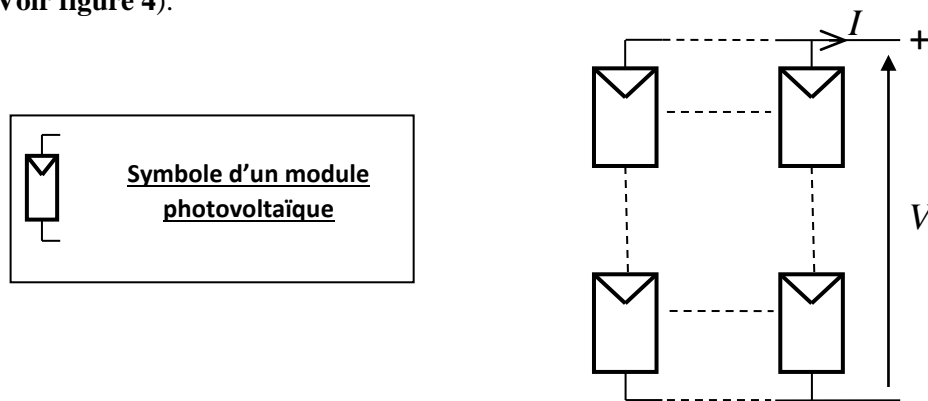 Voir figure 4).
I
+
Symbole d'un module
photovoltaïque
V